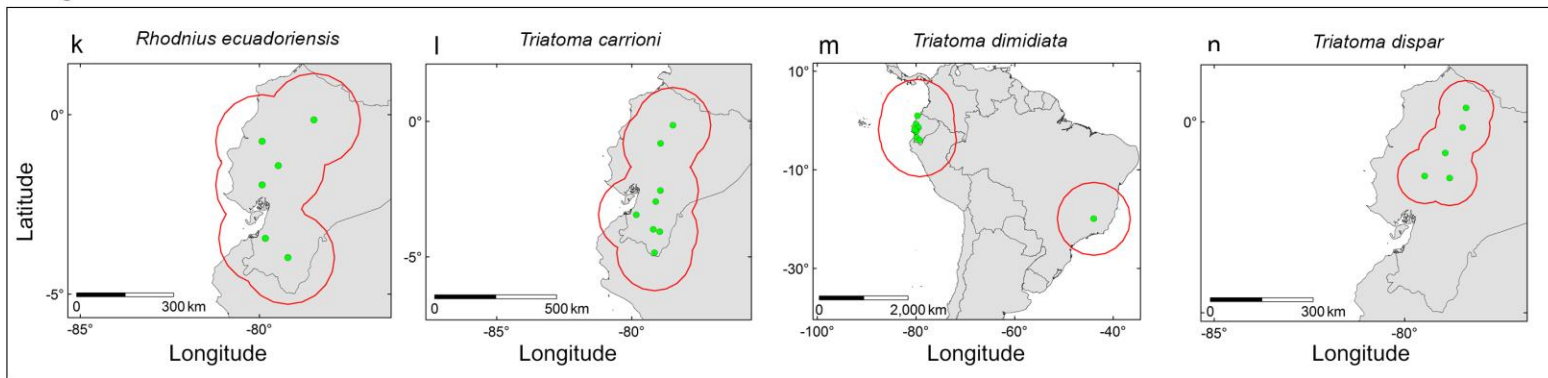 k Rhodnius ecuadoriensis
0°
-5°
0 300 km
-85° -80°
Latitude
Longitude
l Triatoma carrioni
0°
-5°
0 500 km
-85° -80°
Longitude
m Triatoma dimidiata
10°
-10°
-30°
0 2,000 km
-100° -80° -60° -40°
Longitude
n Triatoma dispar
0°
0 300 km
-85° -80°
Longitude